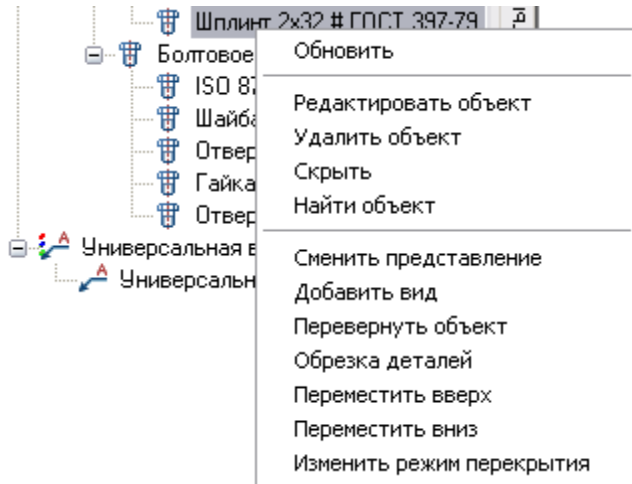 Шплинт 2x32 # ГОСТ 397-79
Болтовое
ISO 8
Шайба
Отвер
Гайка
Отвер
Универсальная в
Универсальн
Обновить
Редактировать объект
Удалить объект
Скрыть
Найти объект
Сменить представление
Добавить вид
Перевернуть объект
Обрезка деталей
Переместить вверх
Переместить вниз
Изменить режим перекрытия